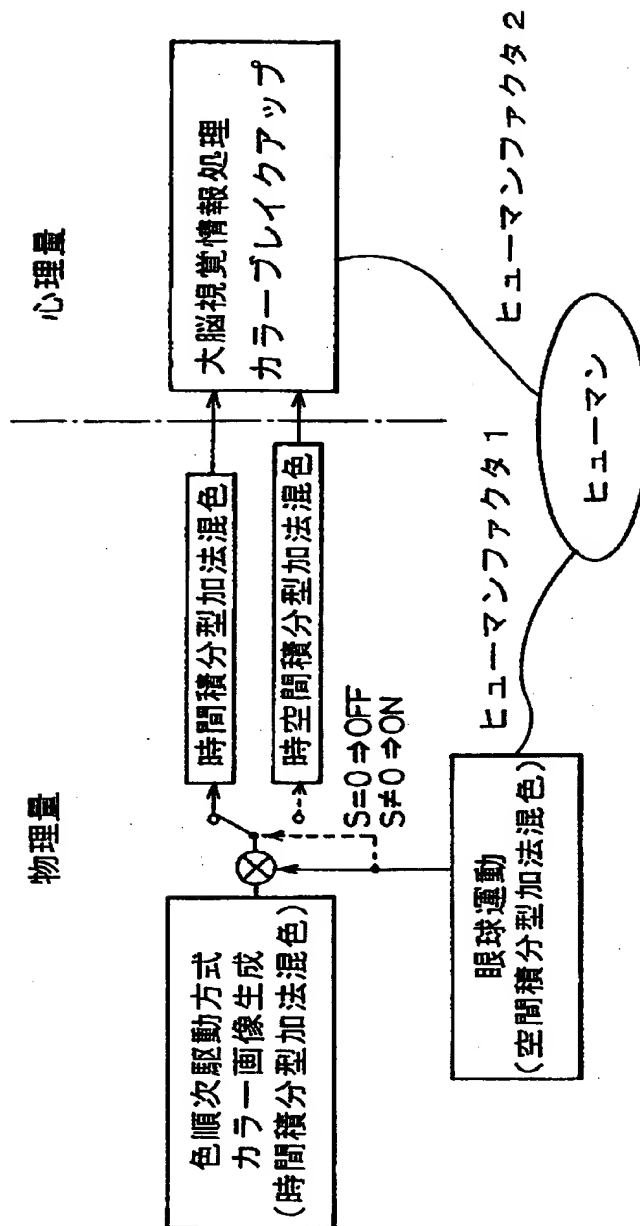 物理量
心理量
色順次駆動方式
カラー画像生成
(時間積分型加法混色)
時間積分型加法混色
時空間積分型加法混色
S=0⇒OFF
S≠0⇒ON
大脳視覚情報処理
カラーブレイクアップ
眼球運動
(空間積分型加法混色)
ヒューマンファクタ1
ヒューマンファクタ2
ヒューマン